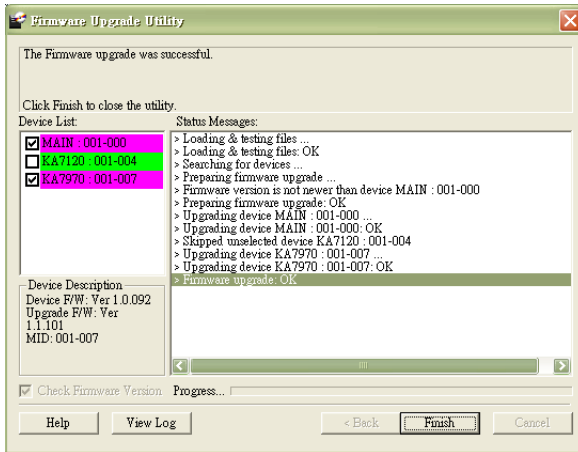 Firmware Upgrade Utility
The Firmware upgrade was
successful.
Click Finish to close the utility.
Device List:
MAIN : 001-000
KA7120 : 001-004
KA7970 : 001-007
Status Messages:
> Loading & testing files ...
> Loading & testing files: OK
> Searching for devices ...
> Preparing firmware upgrade ...
> Firmware version is not newer than device MAIN : 001-000
> Preparing firmware upgrade: OK
> Upgrading device MAIN : 001-000 ...
> Upgrading device MAIN : 001-000: OK
> Skipped unselected device KA7120 : 001-004
> Upgrading device KA7970 : 001-007 ...
> Upgrading device KA7970 : 001-007: OK
> Firmware upgrade: OK
Device Description
Device F/W: Ver 1.0.092
Upgrade F/W: Ver
1.1.101
MID: 001-007
Check Firmware Version Progress...
Help View Log < Back Finish Cancel